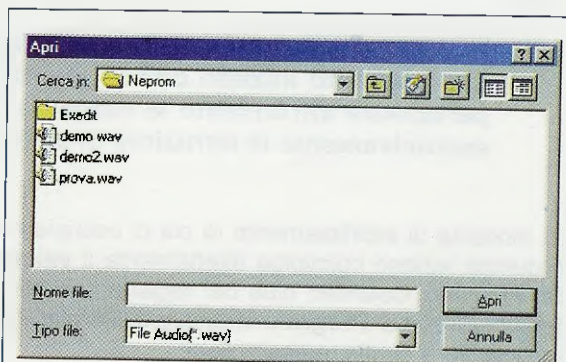 Apri
Cerca in: Neprom
Exedit
demo.wav
demo2.wav
prova.wav
Nome file:
Apri
Tipo file: File Audio(*.wav)
Annulla